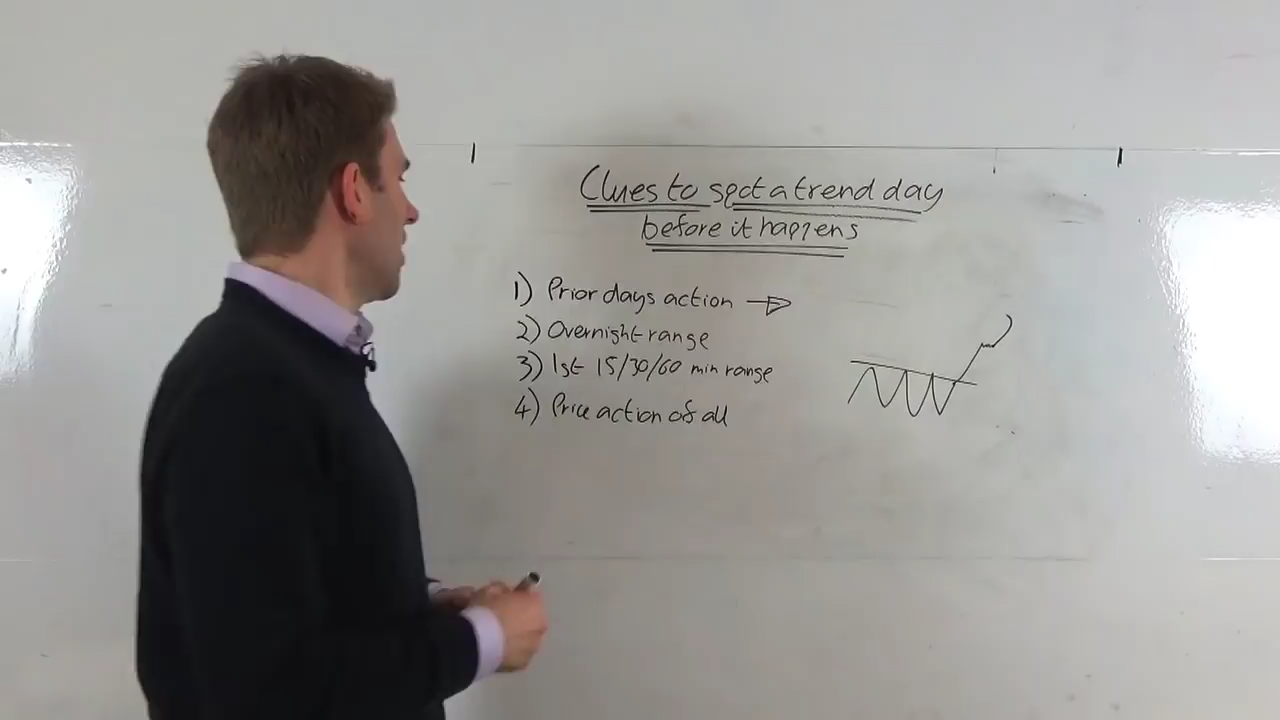 Clues to spot a trend day
before it happens
1) Prior days action
2) Overnight range
3) 1st 15/30/60 min range
4) Price action of all